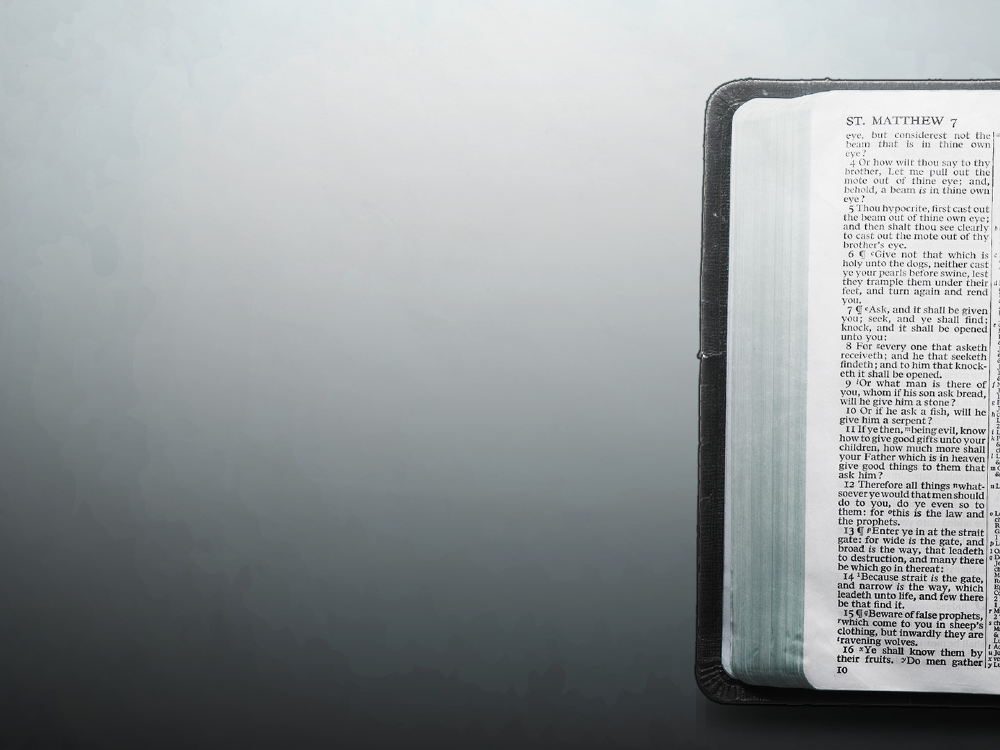 ST. MATTHEW 7
eye, but considerest not the
beam that is in thine own
eye?
4 Or how wilt thou say to thy
brother, Let me pull out the
mote out of thine eye; and,
behold, a beam is in thine own
eye?
5 Thou hypocrite, first cast out
the beam out of thine own eye;
and then shalt thou see clearly
to cast out the mote out of thy
brother's eye.
6 ¶ ᶜGive not that which is
holy unto the dogs, neither cast
ye your pearls before swine, lest
they trample them under their
feet, and turn again and rend
you.
7 ¶ ᵉAsk, and it shall be given
you; seek, and ye shall find;
knock, and it shall be opened
unto you:
8 For ᵍevery one that asketh
receiveth; and he that seeketh
findeth; and to him that knock-
eth it shall be opened.
9 ⁱOr what man is there of
you, whom if his son ask bread,
will he give him a stone?
10 Or if he ask a fish, will he
give him a serpent?
11 If ye then, ᵐbeing evil, know
how to give good gifts unto your
children, how much more shall
your Father which is in heaven
give good things to them that
ask him?
12 Therefore all things ⁿwhat-
soever ye would that men should
do to you, do ye even so to
them: for ᵒthis is the law and
the prophets.
13 ¶ ᵖEnter ye in at the strait
gate: for wide is the gate, and
broad is the way, that leadeth
to destruction, and many there
be which go in thereat:
14 ¹Because strait is the gate,
and narrow is the way, which
leadeth unto life, and few there
be that find it.
15 ¶ qBeware of false prophets,
ʳwhich come to you in sheep's
clothing, but inwardly they are
ᵗravening wolves.
16 ˣYe shall know them by
their fruits. ʸDo men gather
10